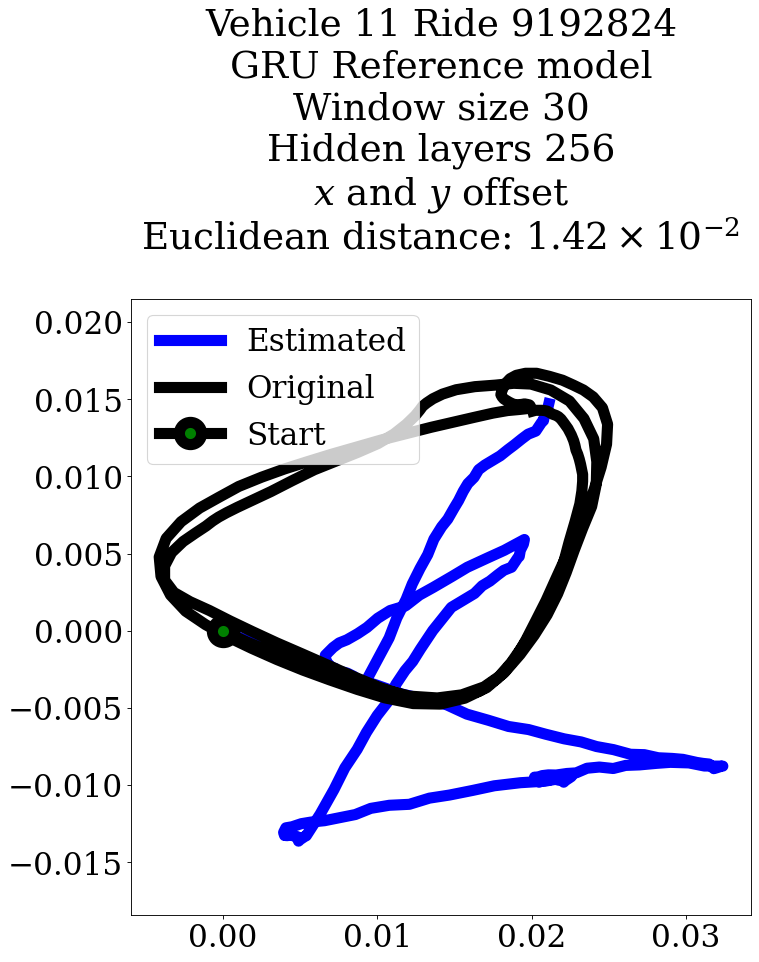 Vehicle 11 Ride 9192824
GRU Reference model
Window size 30
Hidden layers 256
x and y offset
Euclidean distance: 1.42 × 10⁻²
Estimated
Original
Start
0.020
0.015
0.010
0.005
0.000
−0.005
−0.010
−0.015
0.00 0.01 0.02 0.03